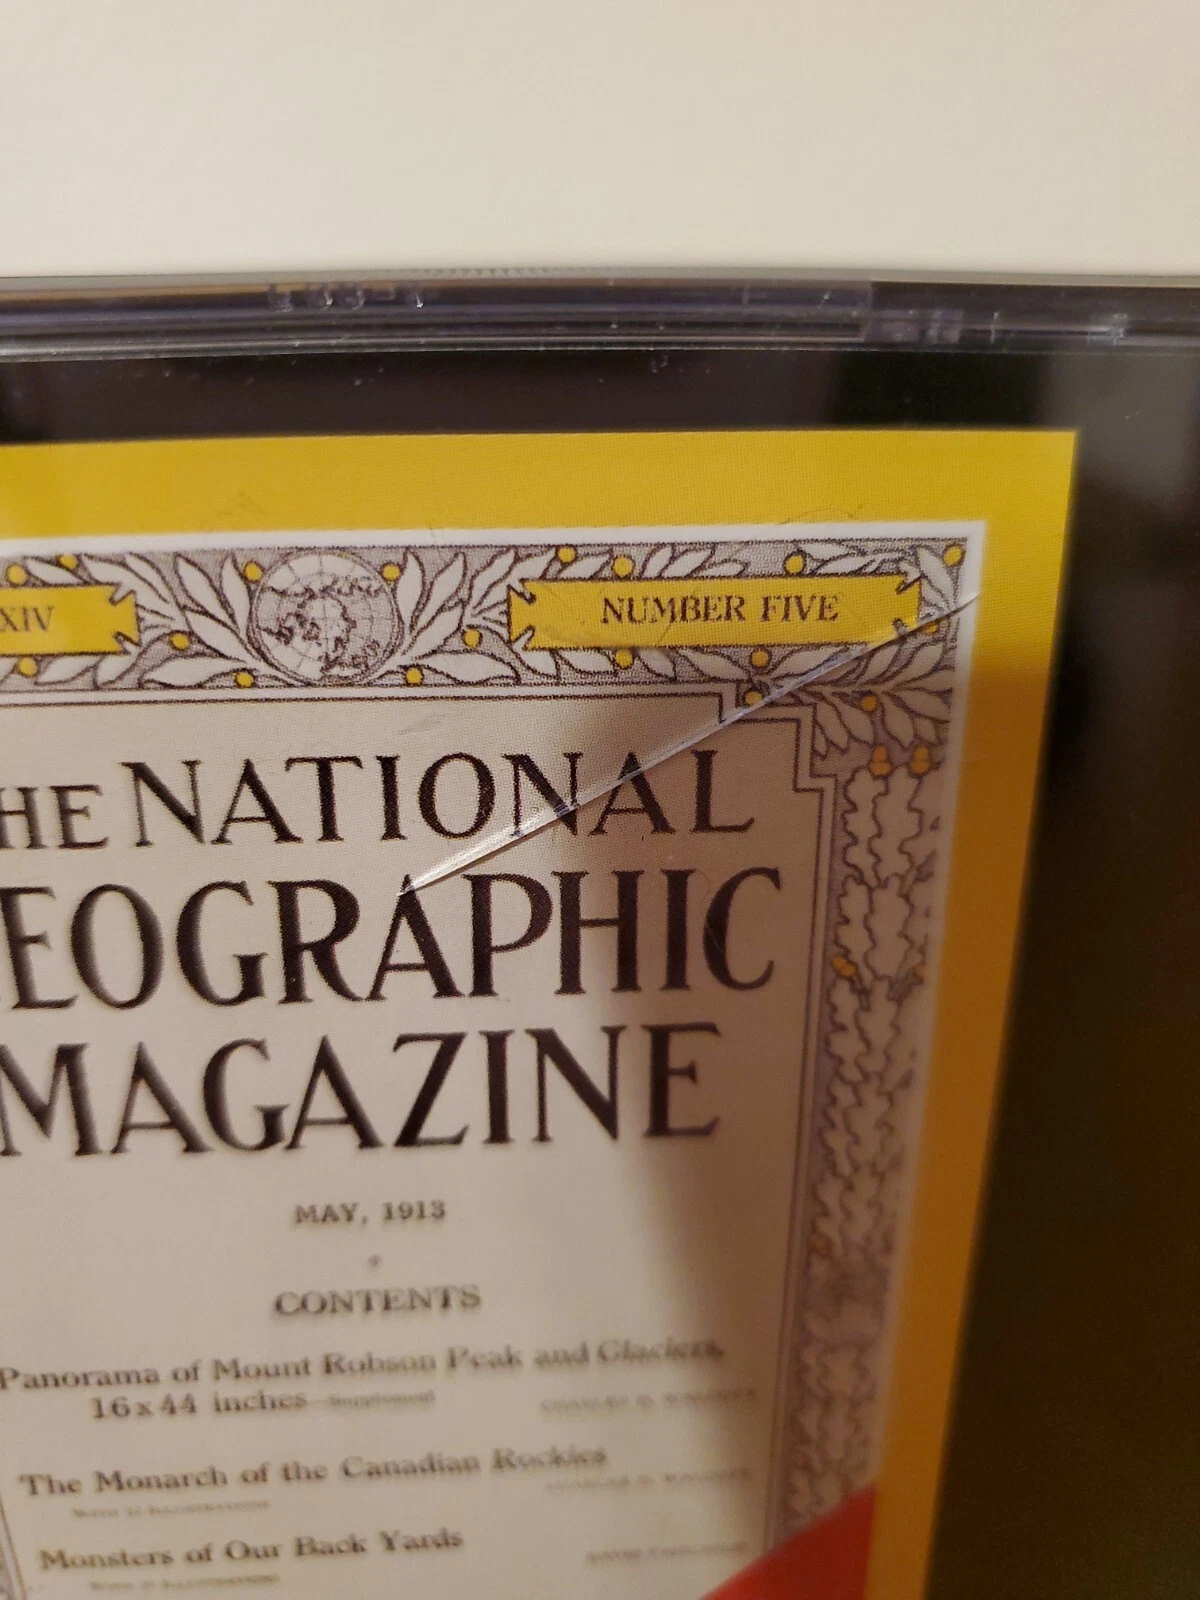 XIV NUMBER FIVE
HE NATIONAL
EOGRAPHIC
MAGAZINE
MAY, 1913
CONTENTS
Panorama of Mount Robson Peak and Glaciers,
16x44 inches—Supplement
The Monarch of the Canadian Rockies
Monsters of Our Back Yards